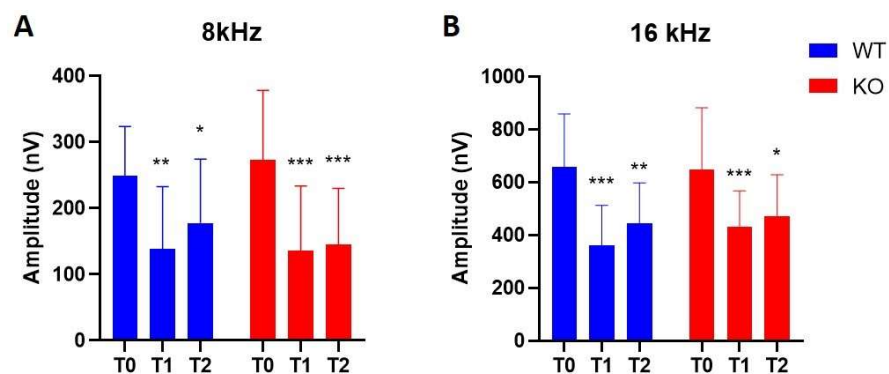 A
8kHz
Amplitude (nV)
400
300
200
100
0
** * *** ***
T0 T1 T2 T0 T1 T2
B
16 kHz
Amplitude (nV)
1000
800
600
400
200
0
*** ** *** *
T0 T1 T2 T0 T1 T2
WT
KO